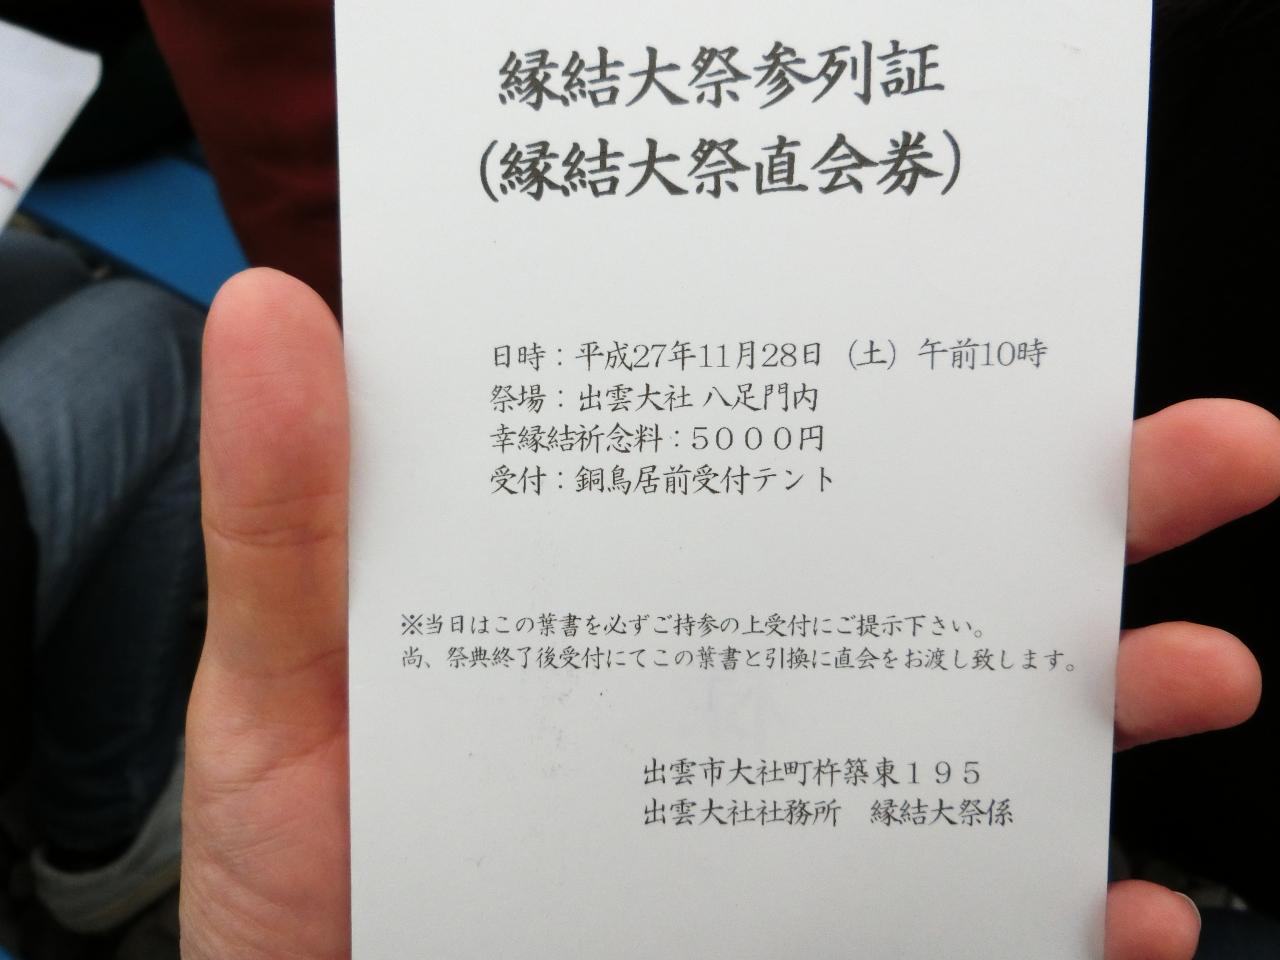 縁結大祭参列証
(縁結大祭直会券)
日時：平成27年11月28日（土）午前10時
祭場：出雲大社 八足門内
幸縁結祈念料：５０００円
受付：銅鳥居前受付テント
※当日はこの葉書を必ずご持参の上受付にご提示下さい。
尚、祭典終了後受付にてこの葉書と引換に直会をお渡し致します。
出雲市大社町杵築東１９５
出雲大社社務所　縁結大祭係